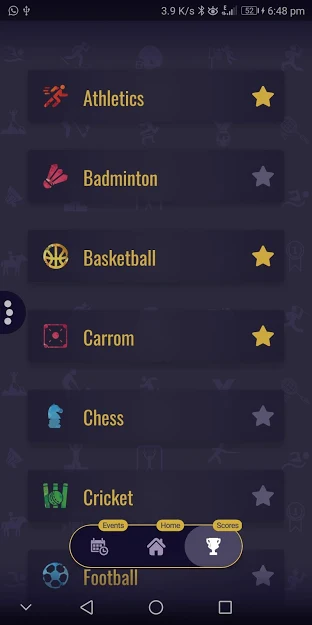 3.9 K/s 52 6:48 pm
Athletics
Badminton
Basketball
Carrom
Chess
Cricket
Events Home Scores
Football